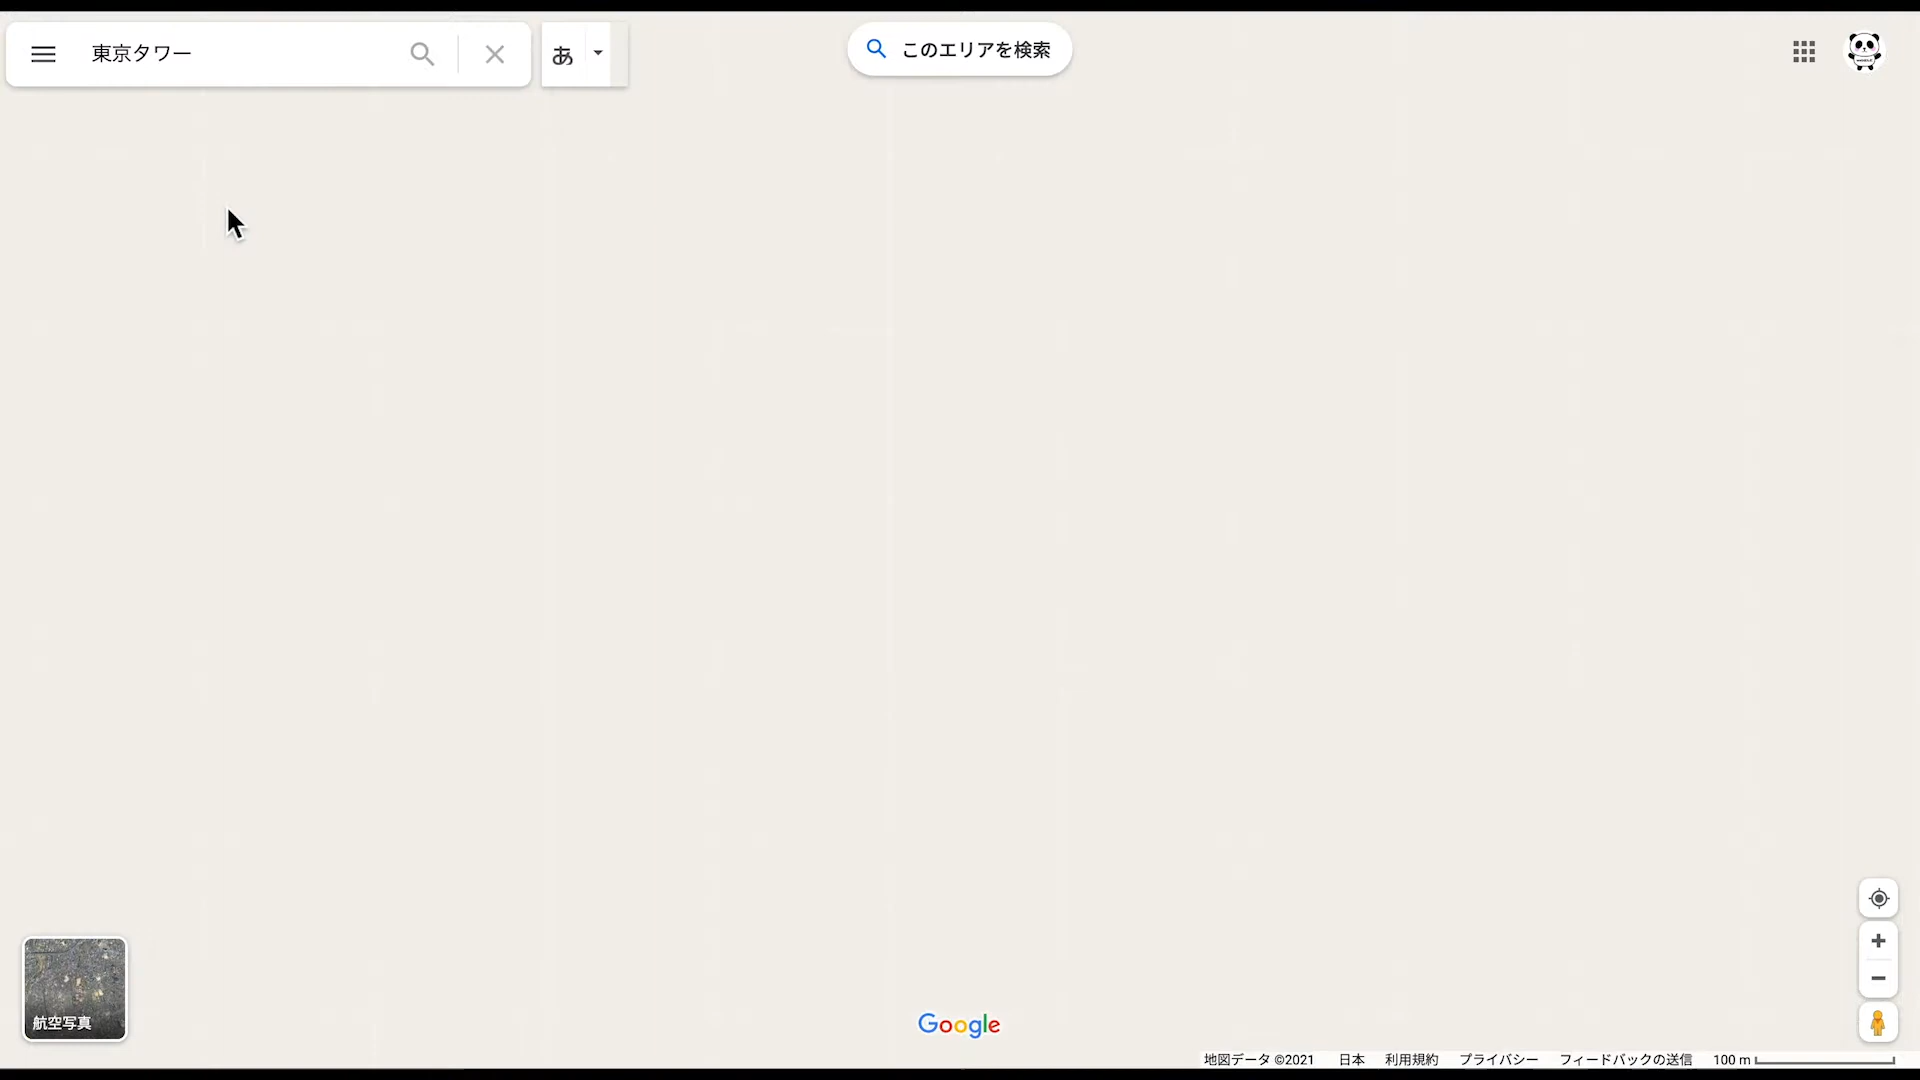 東京タワー
あ
このエリアを検索
航空写真
Google
地図データ ©2021 日本 利用規約 プライバシー フィードバックの送信 100 m